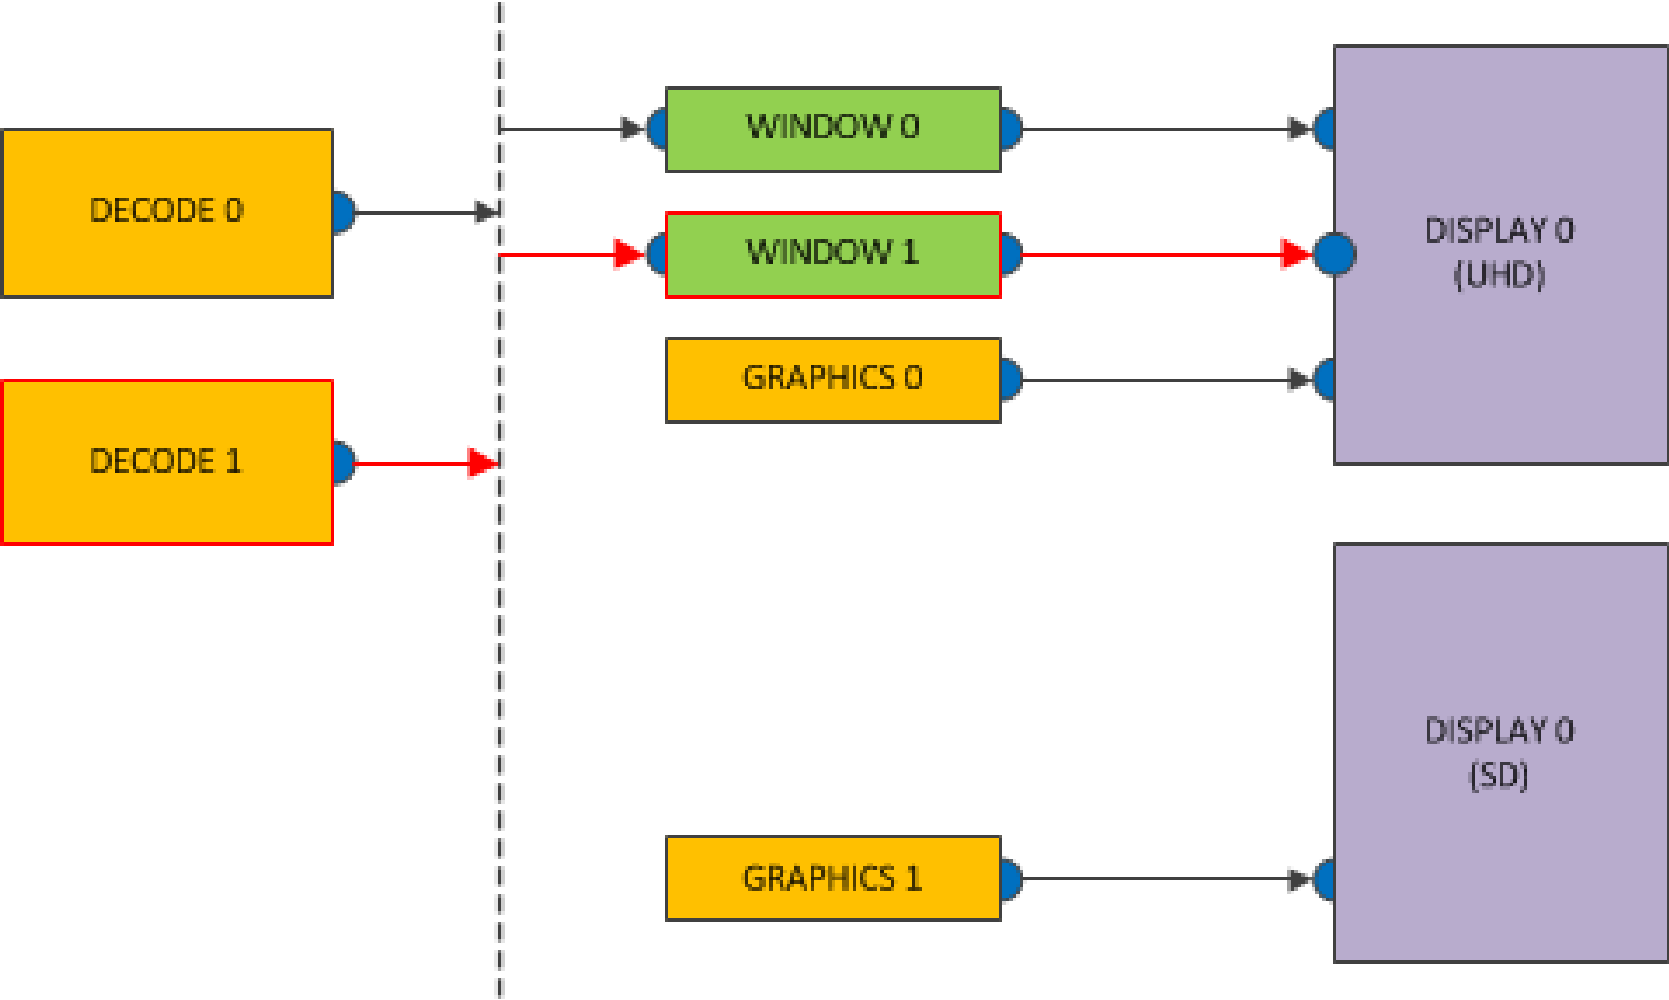 DECODE 0
DECODE 1
WINDOW 0
WINDOW 1
GRAPHICS 0
GRAPHICS 1
DISPLAY 0
(UHD)
DISPLAY 0
(SD)